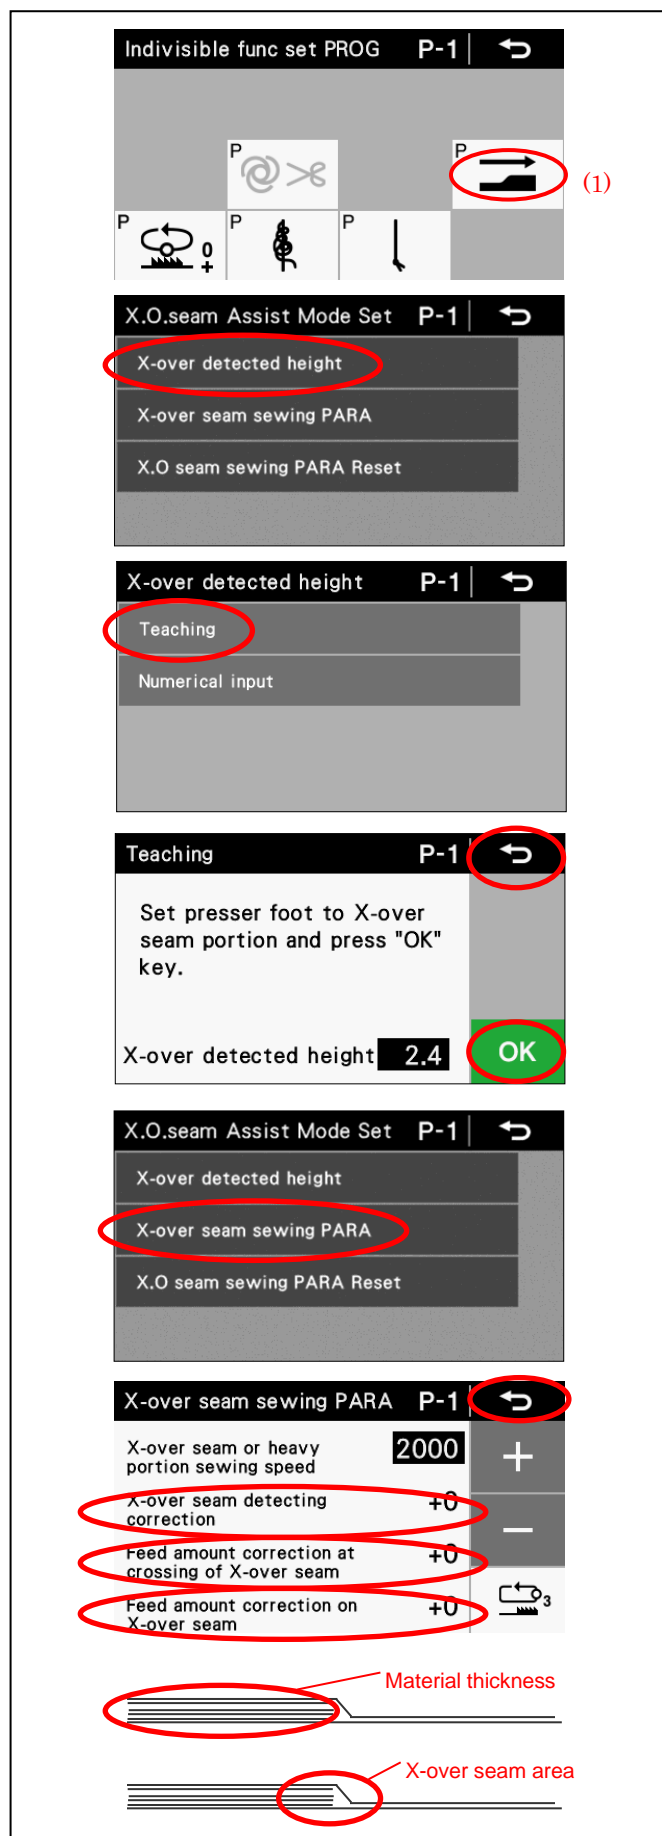 Indivisible func set PROG P-1
P P
(1)
P 0 + P P
X.O.seam Assist Mode Set P-1
X-over detected height
X-over seam sewing PARA
X.O seam sewing PARA Reset
X-over detected height P-1
Teaching
Numerical input
Teaching P-1
Set presser foot to X-over
seam portion and press "OK"
key.
X-over detected height 2.4 OK
X.O.seam Assist Mode Set P-1
X-over detected height
X-over seam sewing PARA
X.O seam sewing PARA Reset
X-over seam sewing PARA P-1
X-over seam or heavy
portion sewing speed 2000 +
X-over seam detecting
correction +0 −
Feed amount correction at
crossing of X-over seam +0
Feed amount correction on
X-over seam +0 3
Material thickness
X-over seam area